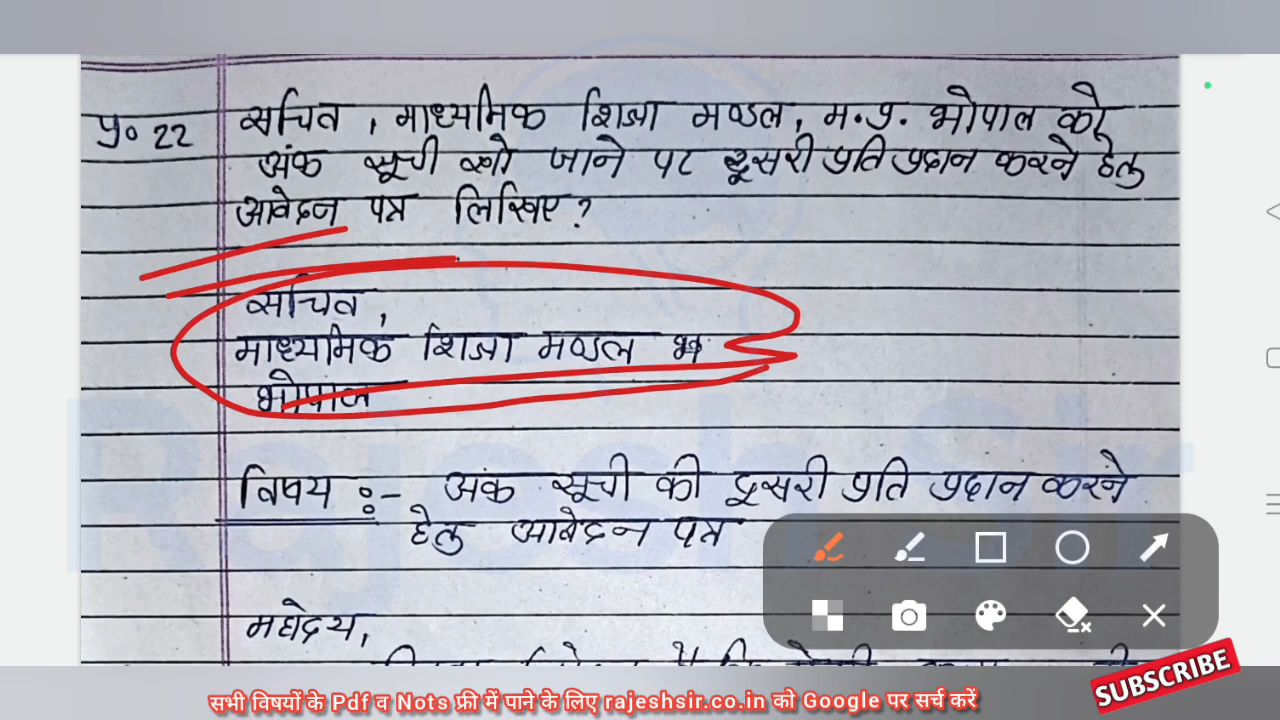 प्र० 22 सचिव, माध्यमिक शिक्षा मण्डल, म.प्र. भोपाल को
अंक सूची खो जाने पर दूसरी प्रति प्रदान करने हेतु
आवेदन पत्र लिखिए?
सचिव,
माध्यमिक शिक्षा मण्डल
भोपाल
विषय :- अंक सूची की दूसरी प्रति प्रदान करने
हेतु आवेदन पत्र
महोदय,
SUBSCRIBE
सभी विषयों के Pdf व Nots फ्री में पाने के लिए rajeshsir.co.in को Google पर सर्च करें
Rajesh Sir